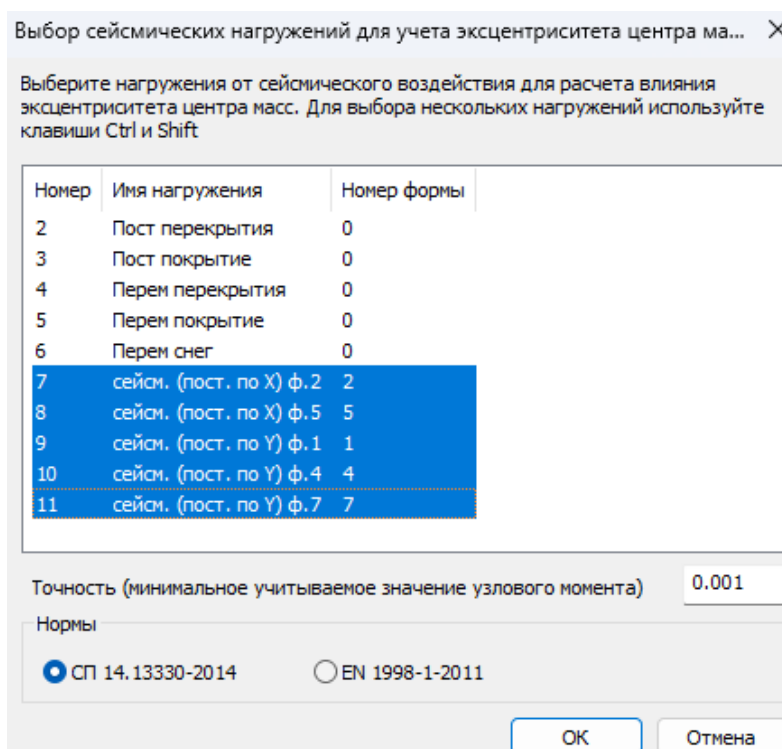 Выбор сейсмических нагружений для учета эксцентриситета центра ма...
Выберите нагружения от сейсмического воздействия для расчета влияния
эксцентриситета центра масс. Для выбора нескольких нагружений используйте
клавиши Ctrl и Shift
Номер Имя нагружения Номер формы
2 Пост перекрытия 0
3 Пост покрытие 0
4 Перем перекрытия 0
5 Перем покрытие 0
6 Перем снег 0
7 сейсм. (пост. по X) ф.2 2
8 сейсм. (пост. по X) ф.5 5
9 сейсм. (пост. по Y) ф.1 1
10 сейсм. (пост. по Y) ф.4 4
11 сейсм. (пост. по Y) ф.7 7
Точность (минимальное учитываемое значение узлового момента) 0.001
Нормы
СП 14.13330-2014 EN 1998-1-2011
ОК Отмена